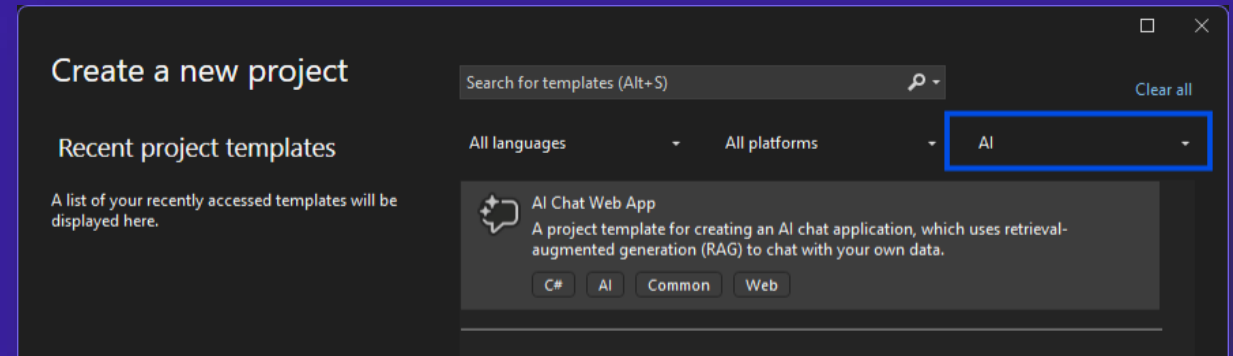 Create a new project
Search for templates (Alt+S)
Clear all
Recent project templates
All languages
All platforms
AI
A list of your recently accessed templates will be
displayed here.
AI Chat Web App
A project template for creating an AI chat application, which uses retrieval-
augmented generation (RAG) to chat with your own data.
C#
AI
Common
Web